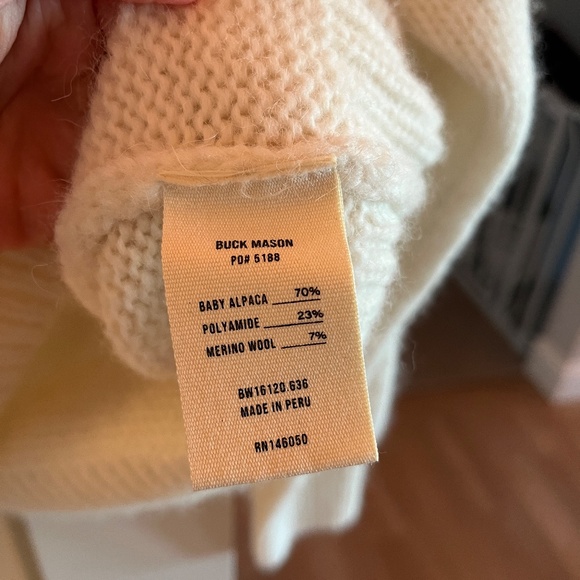 BUCK MASON
PO# 5188
BABY ALPACA 70%
POLYAMIDE 23%
MERINO WOOL 7%
BW16120.636
MADE IN PERU
RN146050